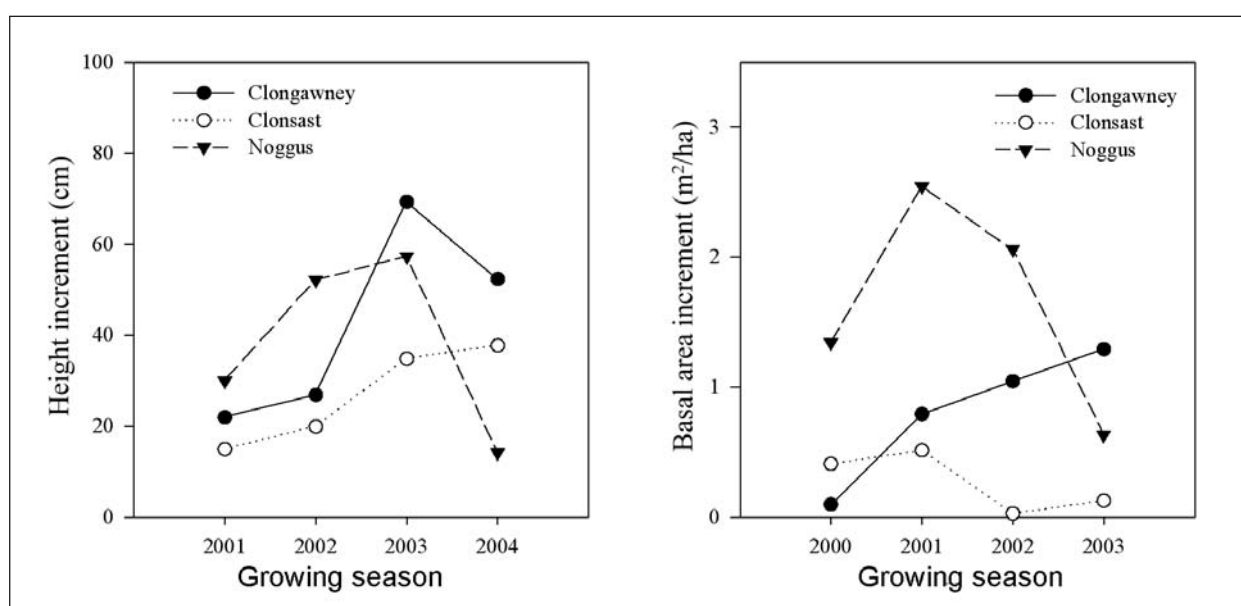 100
80
60
40
20
0
Height increment (cm)
Clongawney
Clonsast
Noggus
2001 2002 2003 2004
Growing season
3
2
1
0
Basal area increment (m²/ha)
Clongawney
Clonsast
Noggus
2000 2001 2002 2003
Growing season